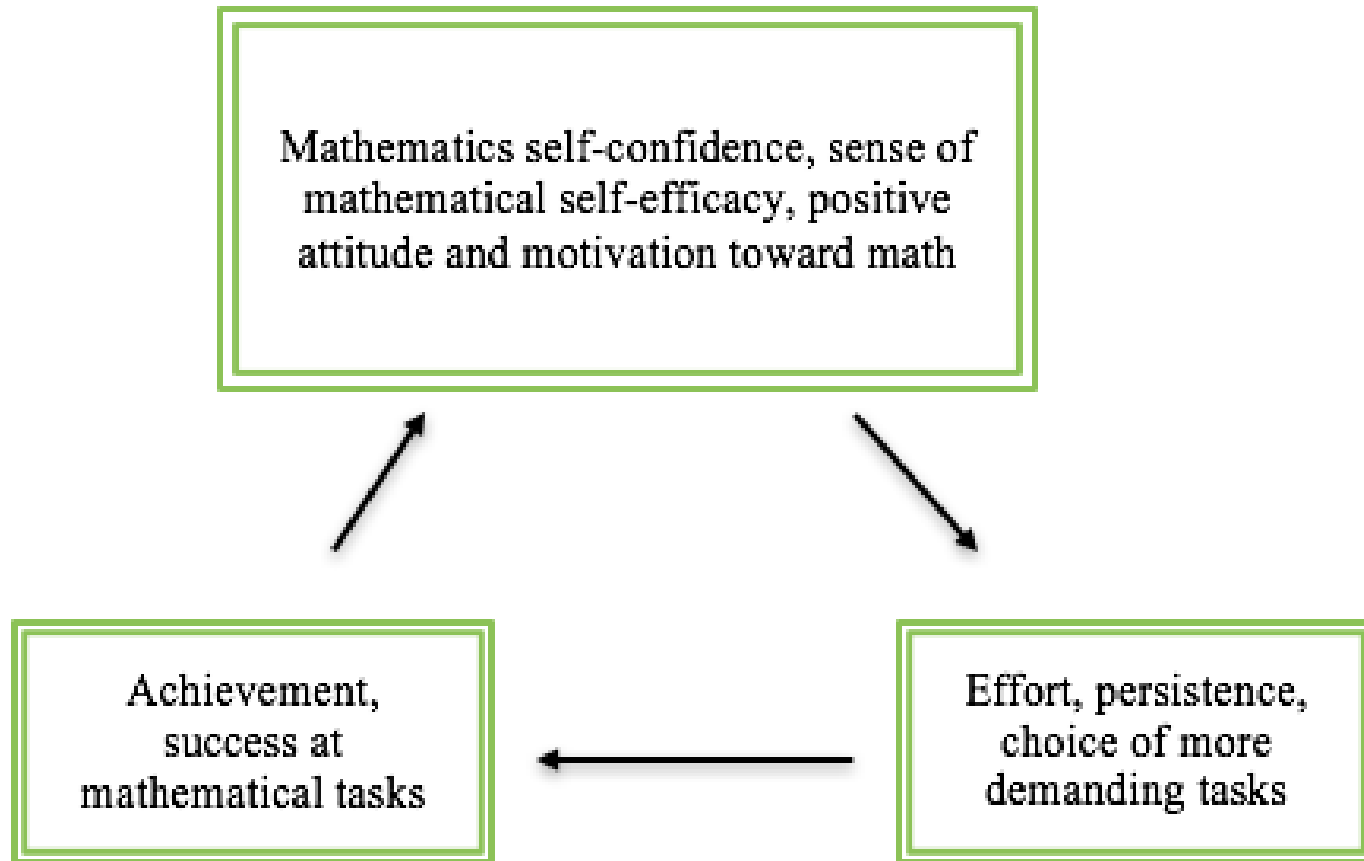 Mathematics self-confidence, sense of
mathematical self-efficacy, positive
attitude and motivation toward math
Achievement,
success at
mathematical tasks
Effort, persistence,
choice of more
demanding tasks